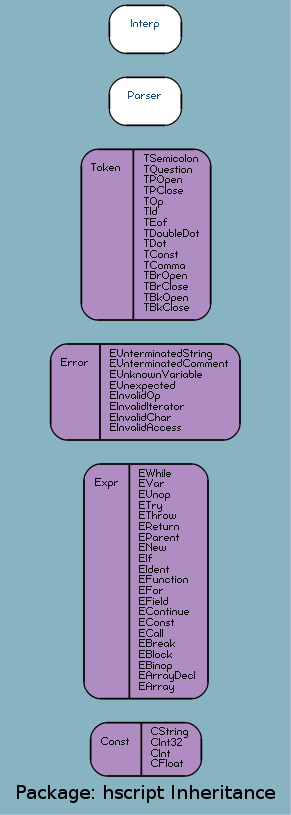 Interp
Parser
Token
TSemicolon
TQuestion
TPOpen
TPClose
TOp
TId
TEof
TDoubleDot
TDot
TConst
TComma
TBrOpen
TBrClose
TBkOpen
TBkClose
Error
EUnterminatedString
EUnterminatedComment
EUnknownVariable
EUnexpected
EInvalidOp
EInvalidIterator
EInvalidChar
EInvalidAccess
Expr
EWhile
EVar
EUnop
ETry
EThrow
EReturn
EParent
ENew
EIf
EIdent
EFunction
EFor
EField
EContinue
EConst
ECall
EBreak
EBlock
EBinop
EArrayDecl
EArray
Const
CString
CInt32
CInt
CFloat
Package: hscript Inheritance